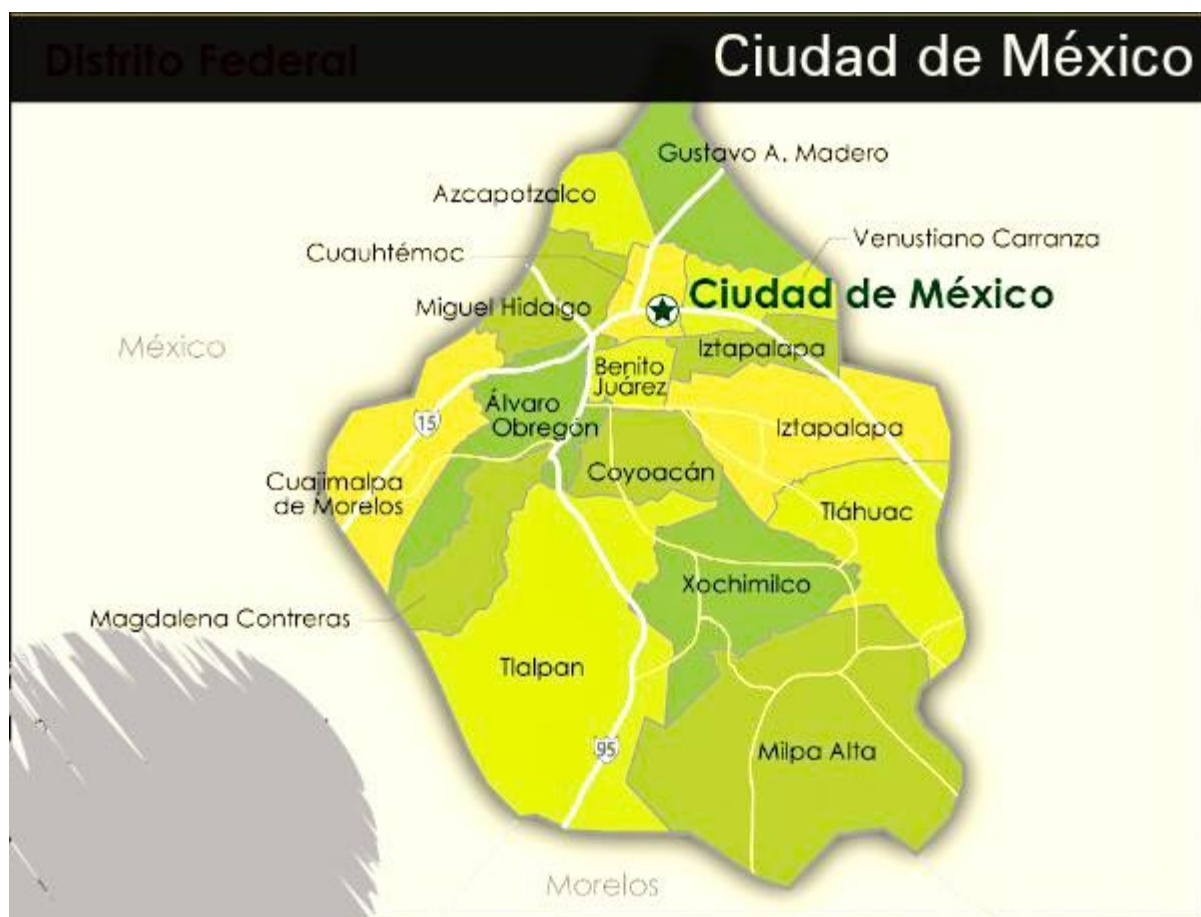 Distrito Federal
Ciudad de México
Gustavo A. Madero
Azcapotzalco
Venustiano Carranza
Cuauhtémoc
Ciudad de México
Miguel Hidalgo
México
Iztapalapa
Benito
Juárez
Álvaro
Obregón
15
Iztapalapa
Coyoacán
Cuajimalpa
de Morelos
Tláhuac
Xochimilco
Magdalena Contreras
Tlalpan
95
Milpa Alta
Morelos